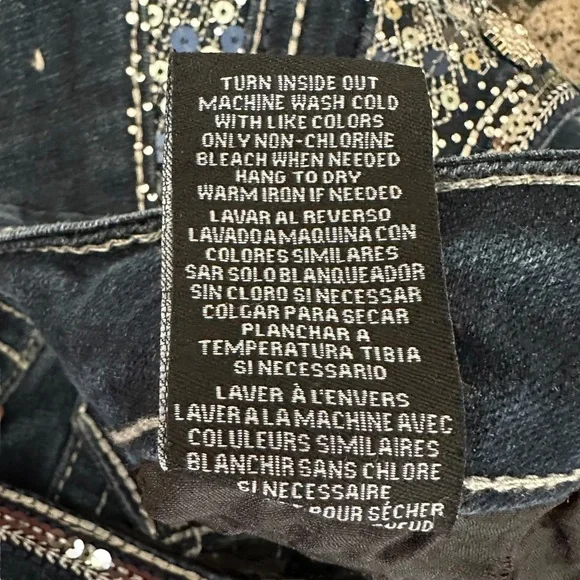 TURN INSIDE OUT
MACHINE WASH COLD
WITH LIKE COLORS
ONLY NON-CHLORINE
BLEACH WHEN NEEDED
HANG TO DRY
WARM IRON IF NEEDED
LAVAR AL REVERSO
LAVADO A MAQUINA CON
COLORES SIMILARES
SAR SOLO BLANQUEADOR
SIN CLORO SI NECESSAR
COLGAR PARA SECAR
PLANCHAR A
TEMPERATURA TIBIA
SI NECESSARIO
LAVER À L'ENVERS
LAVER A LA MACHINE AVEC
COLULEURS SIMILAIRES
BLANCHIR SANS CHLORE
SI NECESSAIRE
POUR SÉCHER